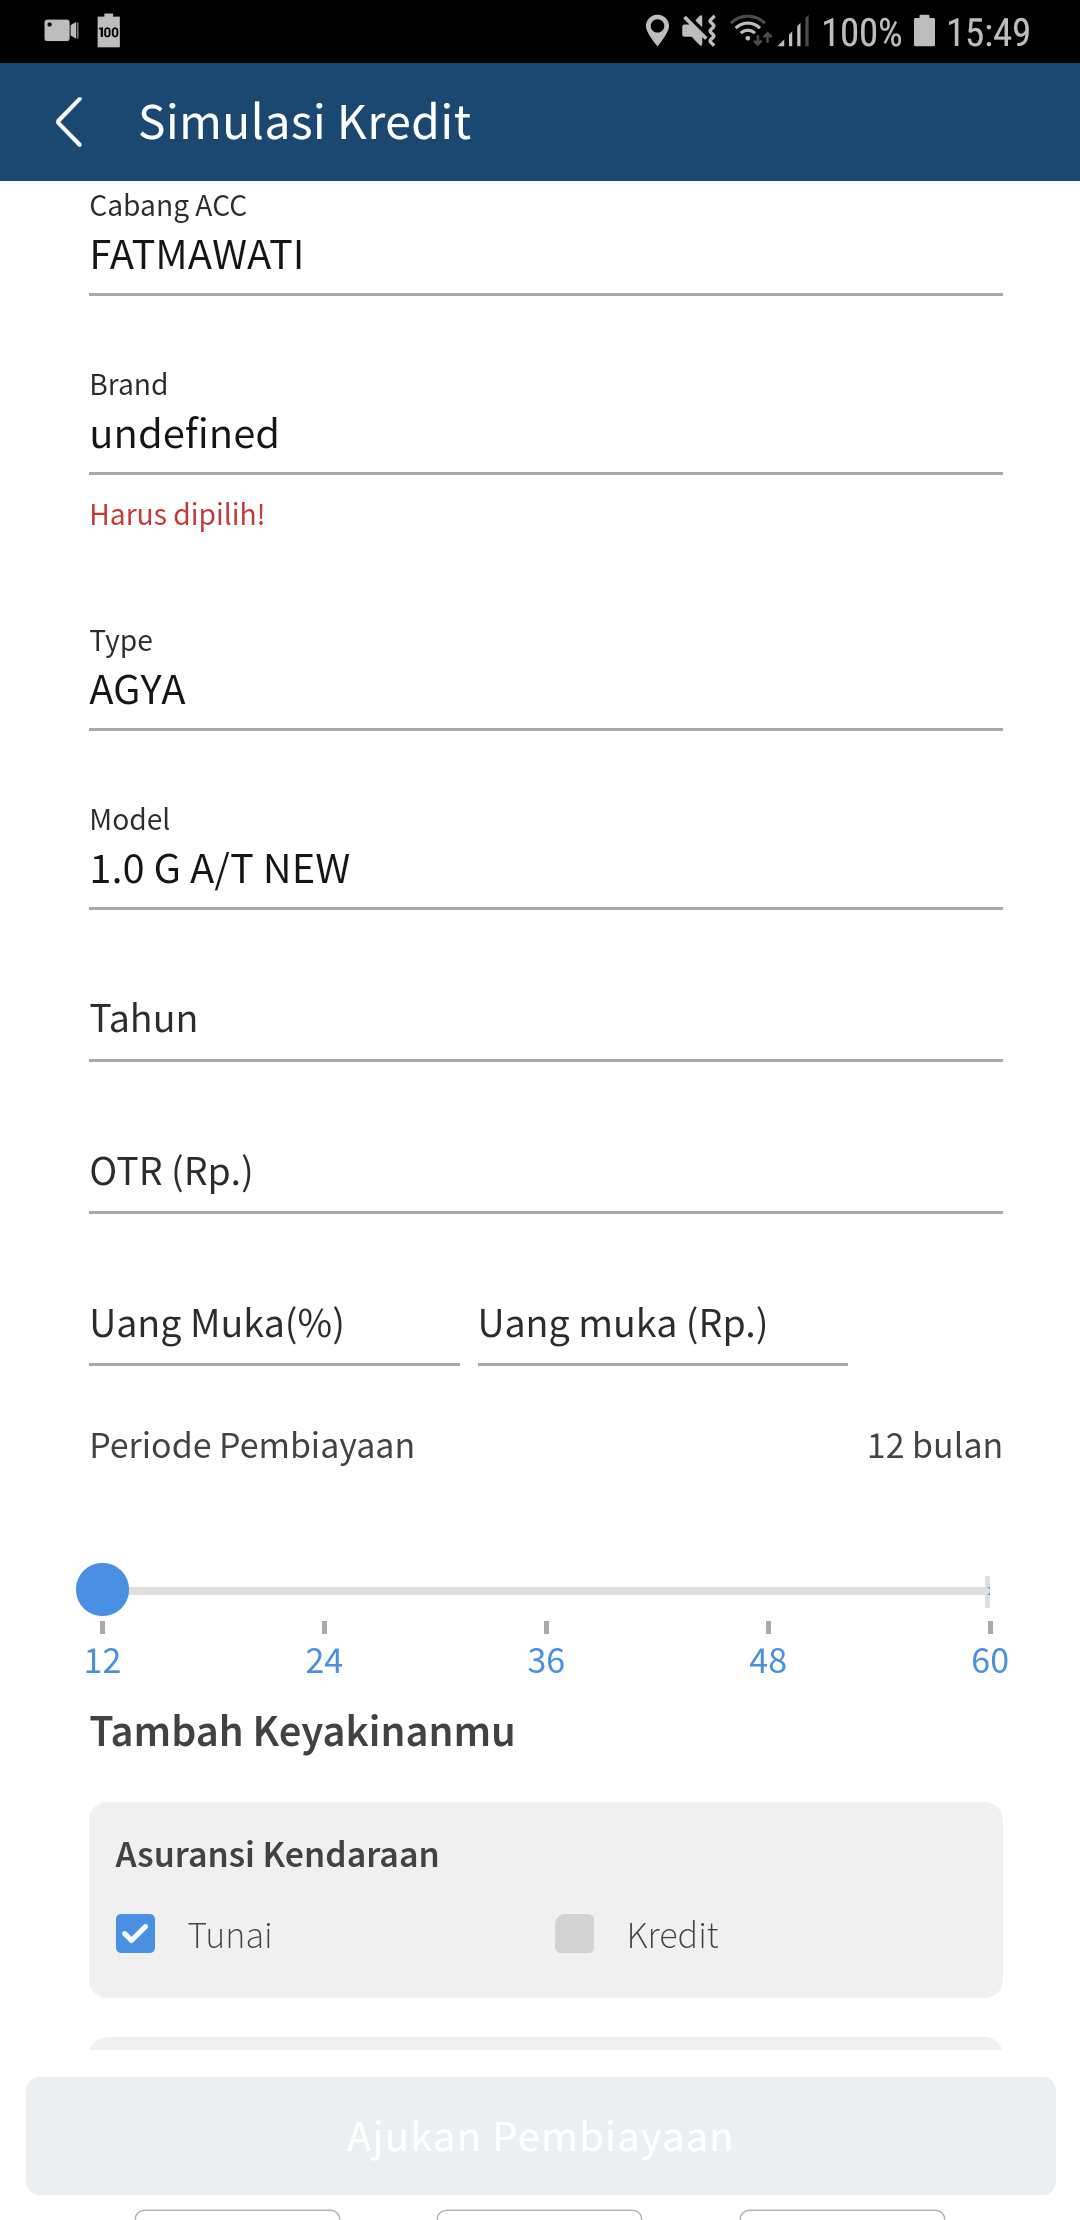 100 100% 15:49
Simulasi Kredit
Cabang ACC
FATMAWATI
Brand
undefined
Harus dipilih!
Type
AGYA
Model
1.0 G A/T NEW
Tahun
OTR (Rp.)
Uang Muka(%) Uang muka (Rp.)
Periode Pembiayaan 12 bulan
12 24 36 48 60
Tambah Keyakinanmu
Asuransi Kendaraan
Tunai Kredit
Ajukan Pembiayaan